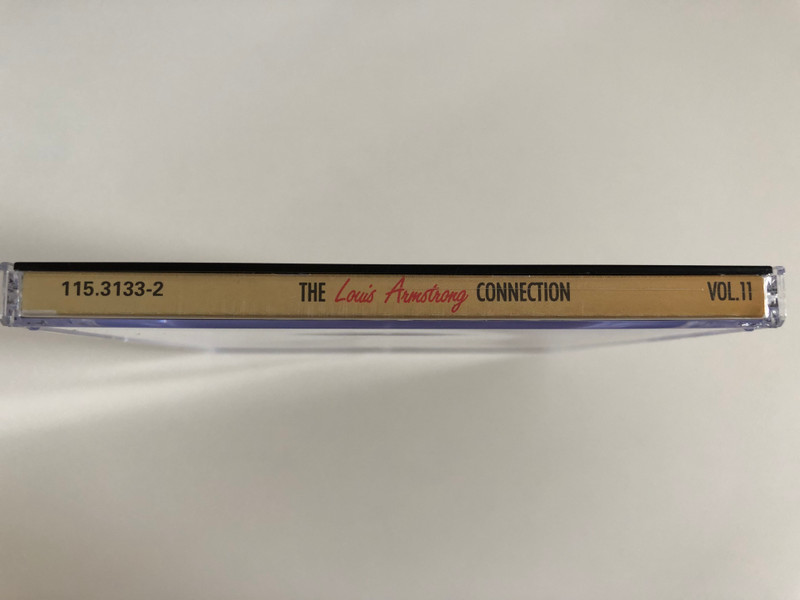 115.3133-2 THE Louis Armstrong CONNECTION VOL.11